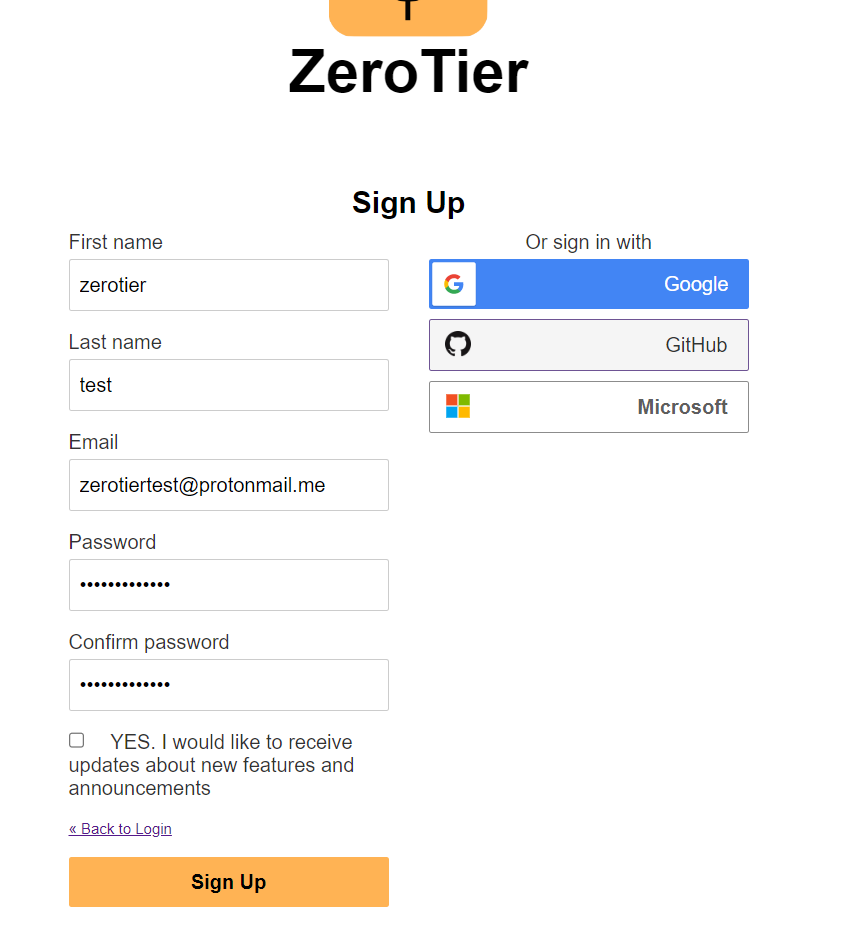 ZeroTier
Sign Up
First name
zerotier
Last name
test
Email
zerotiertest@protonmail.me
Password
•••••••••••••
Confirm password
•••••••••••••
YES. I would like to receive
updates about new features and
announcements
« Back to Login
Sign Up
Or sign in with
Google
GitHub
Microsoft